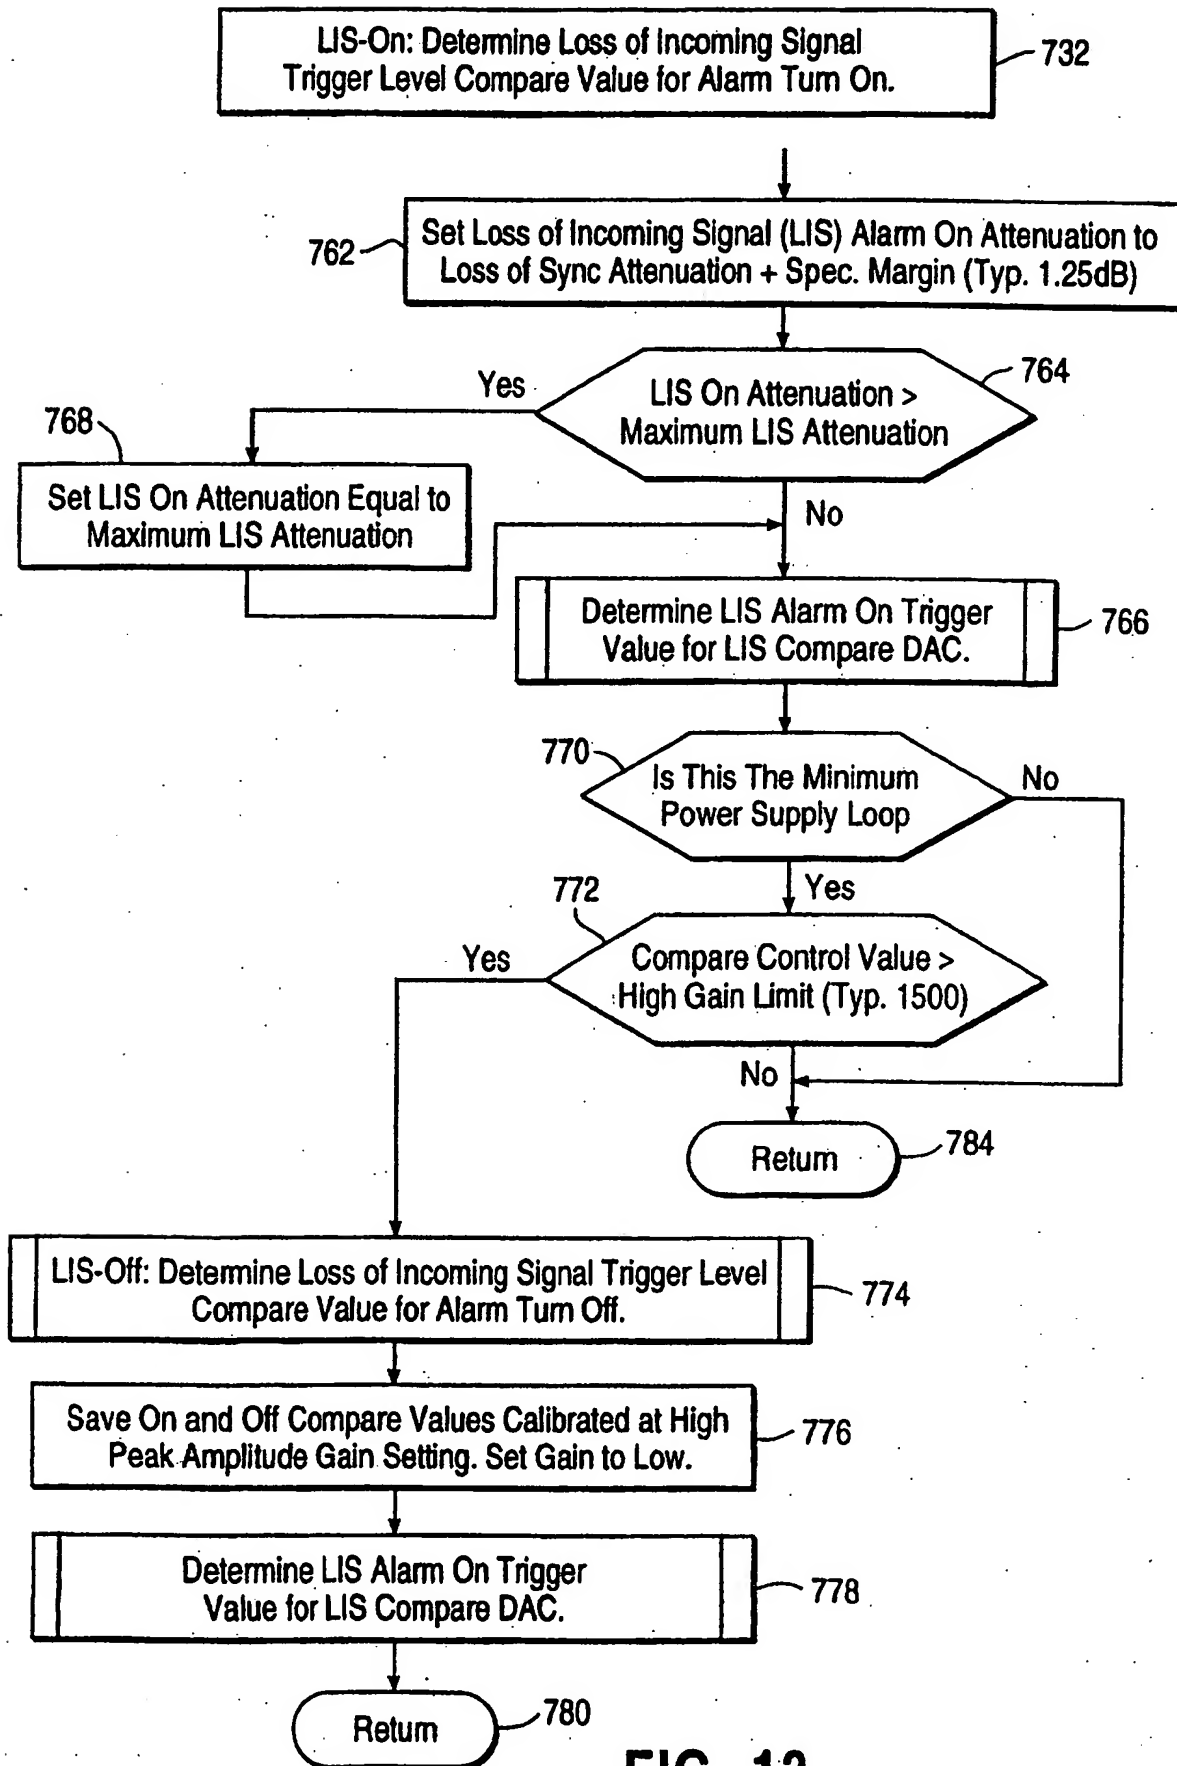 LIS-On: Determine Loss of Incoming Signal
Trigger Level Compare Value for Alarm Turn On.
732
762
Set Loss of Incoming Signal (LIS) Alarm On Attenuation to
Loss of Sync Attenuation + Spec. Margin (Typ. 1.25dB)
764
Yes
LIS On Attenuation >
Maximum LIS Attenuation
768
Set LIS On Attenuation Equal to
Maximum LIS Attenuation
No
Determine LIS Alarm On Trigger
Value for LIS Compare DAC.
766
770
Is This The Minimum
Power Supply Loop
No
Yes
772
Yes
Compare Control Value >
High Gain Limit (Typ. 1500)
No
Return
784
LIS-Off: Determine Loss of Incoming Signal Trigger Level
Compare Value for Alarm Turn Off.
774
Save On and Off Compare Values Calibrated at High
Peak Amplitude Gain Setting. Set Gain to Low.
776
Determine LIS Alarm On Trigger
Value for LIS Compare DAC.
778
Return
780